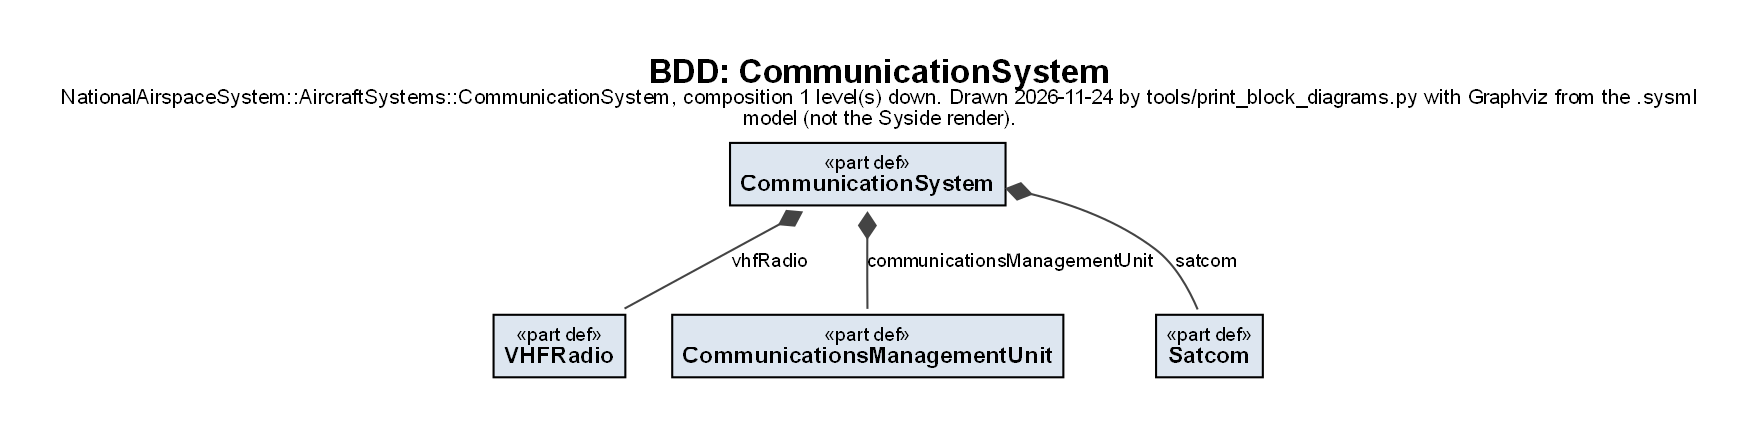 BDD: CommunicationSystem
NationalAirspaceSystem::AircraftSystems::CommunicationSystem, composition 1 level(s) down. Drawn 2026-11-24 by tools/print_block_diagrams.py with Graphviz from the .sysml
model (not the Syside render).
«part def»
CommunicationSystem
vhfRadio
communicationsManagementUnit
satcom
«part def»
VHFRadio
«part def»
CommunicationsManagementUnit
«part def»
Satcom